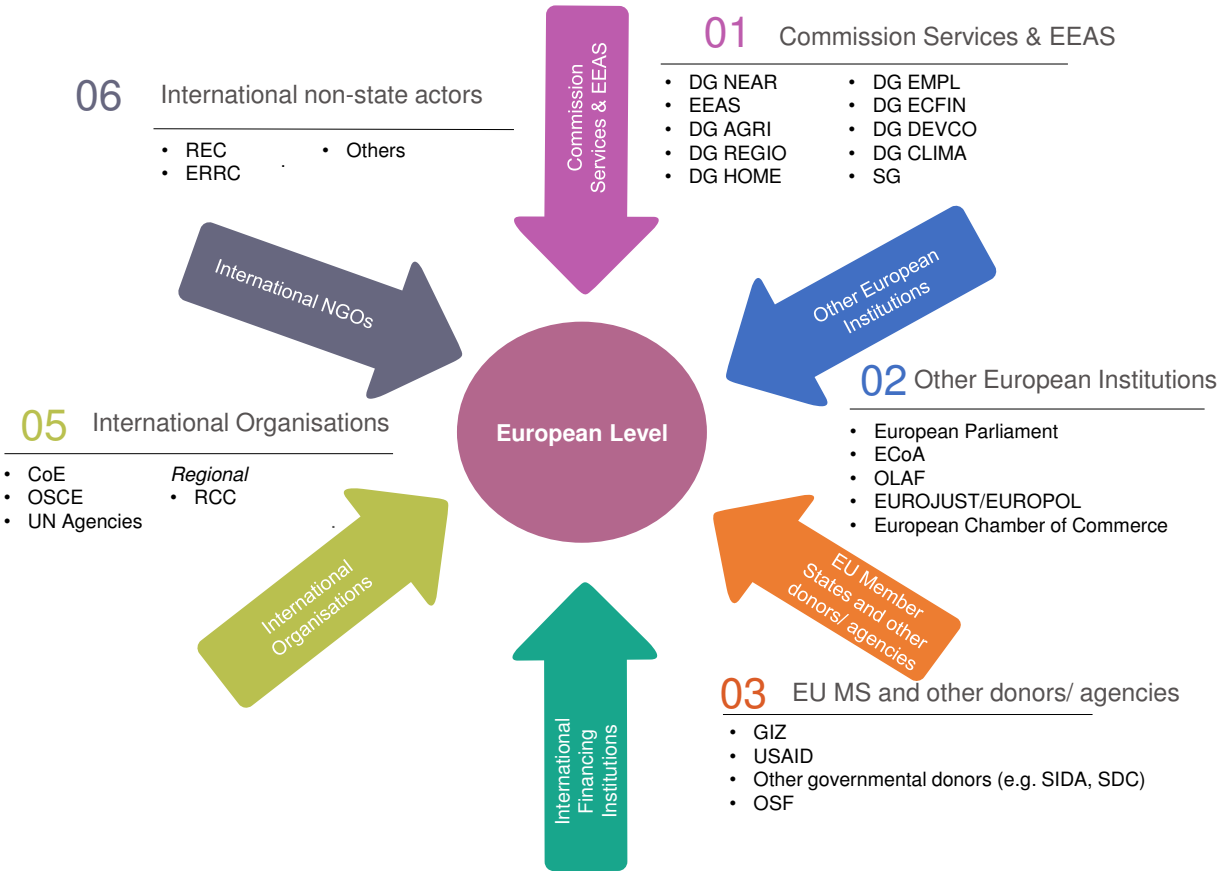 01 Commission Services & EEAS
• DG NEAR
• EEAS
• DG AGRI
• DG REGIO
• DG HOME
• DG EMPL
• DG ECFIN
• DG DEVCO
• DG CLIMA
• SG
Commission
Services & EEAS
06 International non-state actors
• REC
• ERRC
• Others
.
International NGOs
Other European
Institutions
02 Other European Institutions
• European Parliament
• ECoA
• OLAF
• EUROJUST/EUROPOL
• European Chamber of Commerce
European Level
05 International Organisations
• CoE
• OSCE
• UN Agencies
Regional
• RCC
.
International
Organisations
EU Member
States and other
donors/ agencies
03 EU MS and other donors/ agencies
• GIZ
• USAID
• Other governmental donors (e.g. SIDA, SDC)
• OSF
International
Financing
Institutions